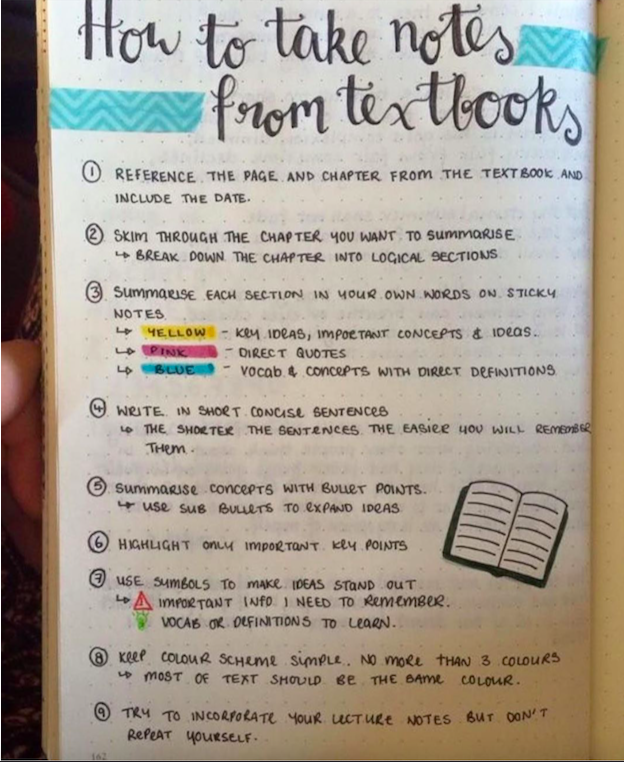 How to take notes
from textbooks
① REFERENCE THE PAGE AND CHAPTER FROM THE TEXTBOOK AND
INCLUDE THE DATE.
② SKIM THROUGH THE CHAPTER YOU WANT TO SUMMARISE
↳ BREAK DOWN THE CHAPTER INTO LOGICAL SECTIONS
③ SUMMARISE EACH SECTION IN YOUR OWN WORDS ON STICKY
NOTES
↳ YELLOW - KEY IDEAS, IMPORTANT CONCEPTS & IDEAS.
↳ PINK - DIRECT QUOTES
↳ BLUE - VOCAB & CONCEPTS WITH DIRECT DEFINITIONS
④ WRITE IN SHORT CONCISE SENTENCES
↳ THE SHORTER THE SENTENCES THE EASIER YOU WILL REMEMBER
THEM.
⑤ SUMMARISE CONCEPTS WITH BULLET POINTS.
↳ USE SUB BULLETS TO EXPAND IDEAS
⑥ HIGHLIGHT ONLY IMPORTANT KEY POINTS
⑦ USE SYMBOLS TO MAKE IDEAS STAND OUT
↳ ⚠ IMPORTANT INFO I NEED TO REMEMBER.
VOCAB OR DEFINITIONS TO LEARN.
⑧ KEEP COLOUR SCHEME SIMPLE. NO MORE THAN 3 COLOURS
↳ MOST OF TEXT SHOULD BE THE SAME COLOUR.
⑨ TRY TO INCORPORATE YOUR LECTURE NOTES BUT DON'T
REPEAT YOURSELF.
162